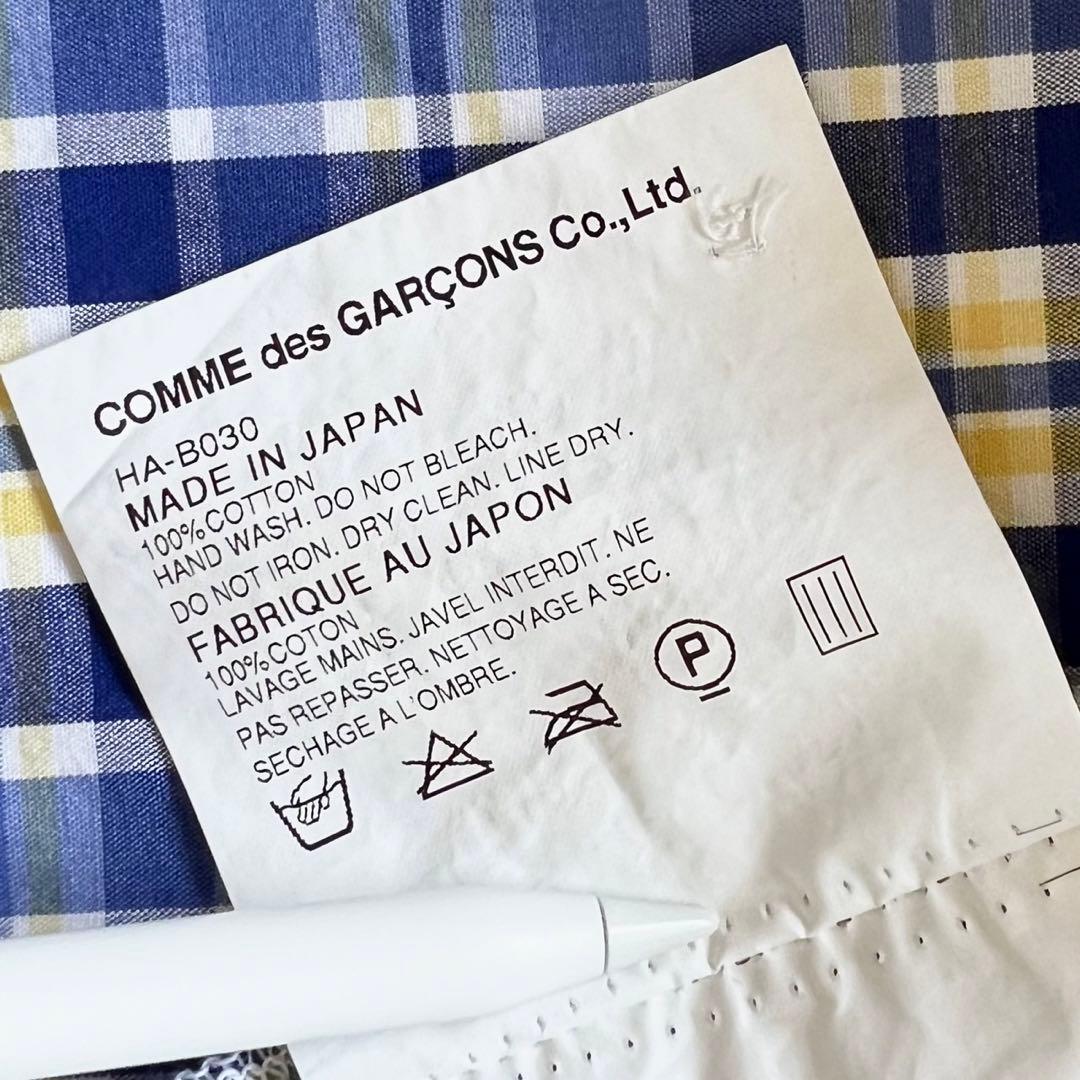 COMME des GARÇONS Co.,Ltd.
HA-B030
MADE IN JAPAN
100%COTTON
HAND WASH. DO NOT BLEACH.
DO NOT IRON. DRY CLEAN. LINE DRY.
FABRIQUE AU JAPON
100%COTON
LAVAGE MAINS. JAVEL INTERDIT. NE
PAS REPASSER. NETTOYAGE A SEC.
SECHAGE A L'OMBRE.
P